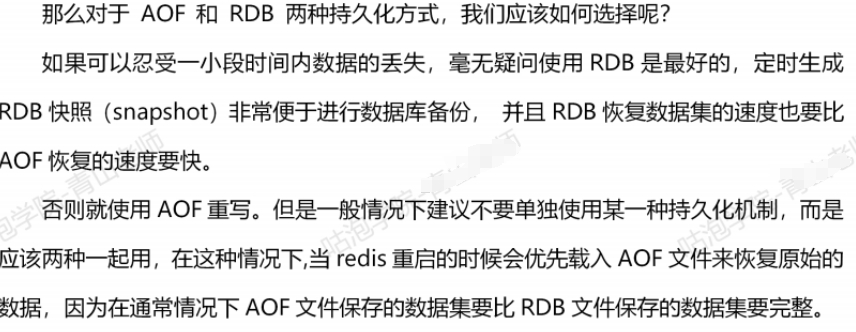 那么对于 AOF 和 RDB 两种持久化方式，我们应该如何选择呢？
如果可以忍受一小段时间内数据的丢失，毫无疑问使用 RDB 是最好的，定时生成
RDB 快照（snapshot）非常便于进行数据库备份， 并且 RDB 恢复数据集的速度也要比
AOF 恢复的速度要快。
否则就使用 AOF 重写。但是一般情况下建议不要单独使用某一种持久化机制，而是
应该两种一起用，在这种情况下,当 redis 重启的时候会优先载入 AOF 文件来恢复原始的
数据，因为在通常情况下 AOF 文件保存的数据集要比 RDB 文件保存的数据集要完整。